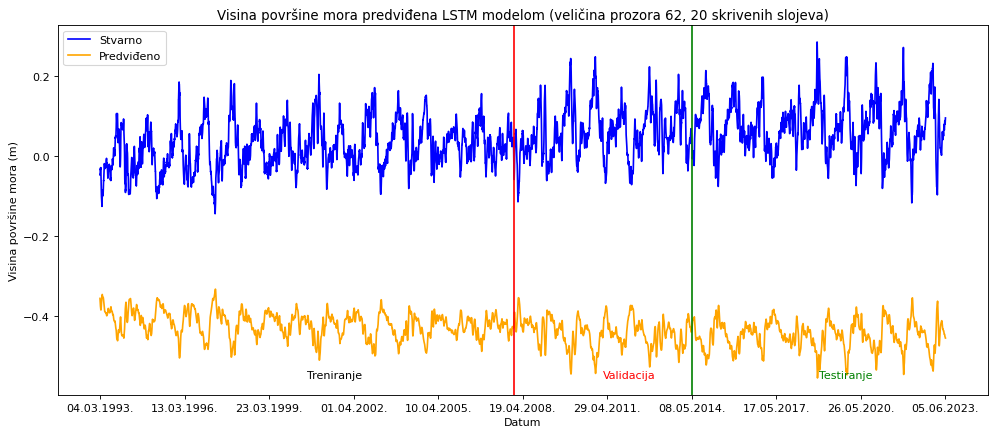 Visina površine mora predviđena LSTM modelom (veličina prozora 62, 20 skrivenih slojeva)
Stvarno
Predviđeno
Visina površine mora (m)
0.2
0.0
−0.2
−0.4
Treniranje
Validacija
Testiranje
04.03.1993. 13.03.1996. 23.03.1999. 01.04.2002. 10.04.2005. 19.04.2008. 29.04.2011. 08.05.2014. 17.05.2017. 26.05.2020. 05.06.2023.
Datum